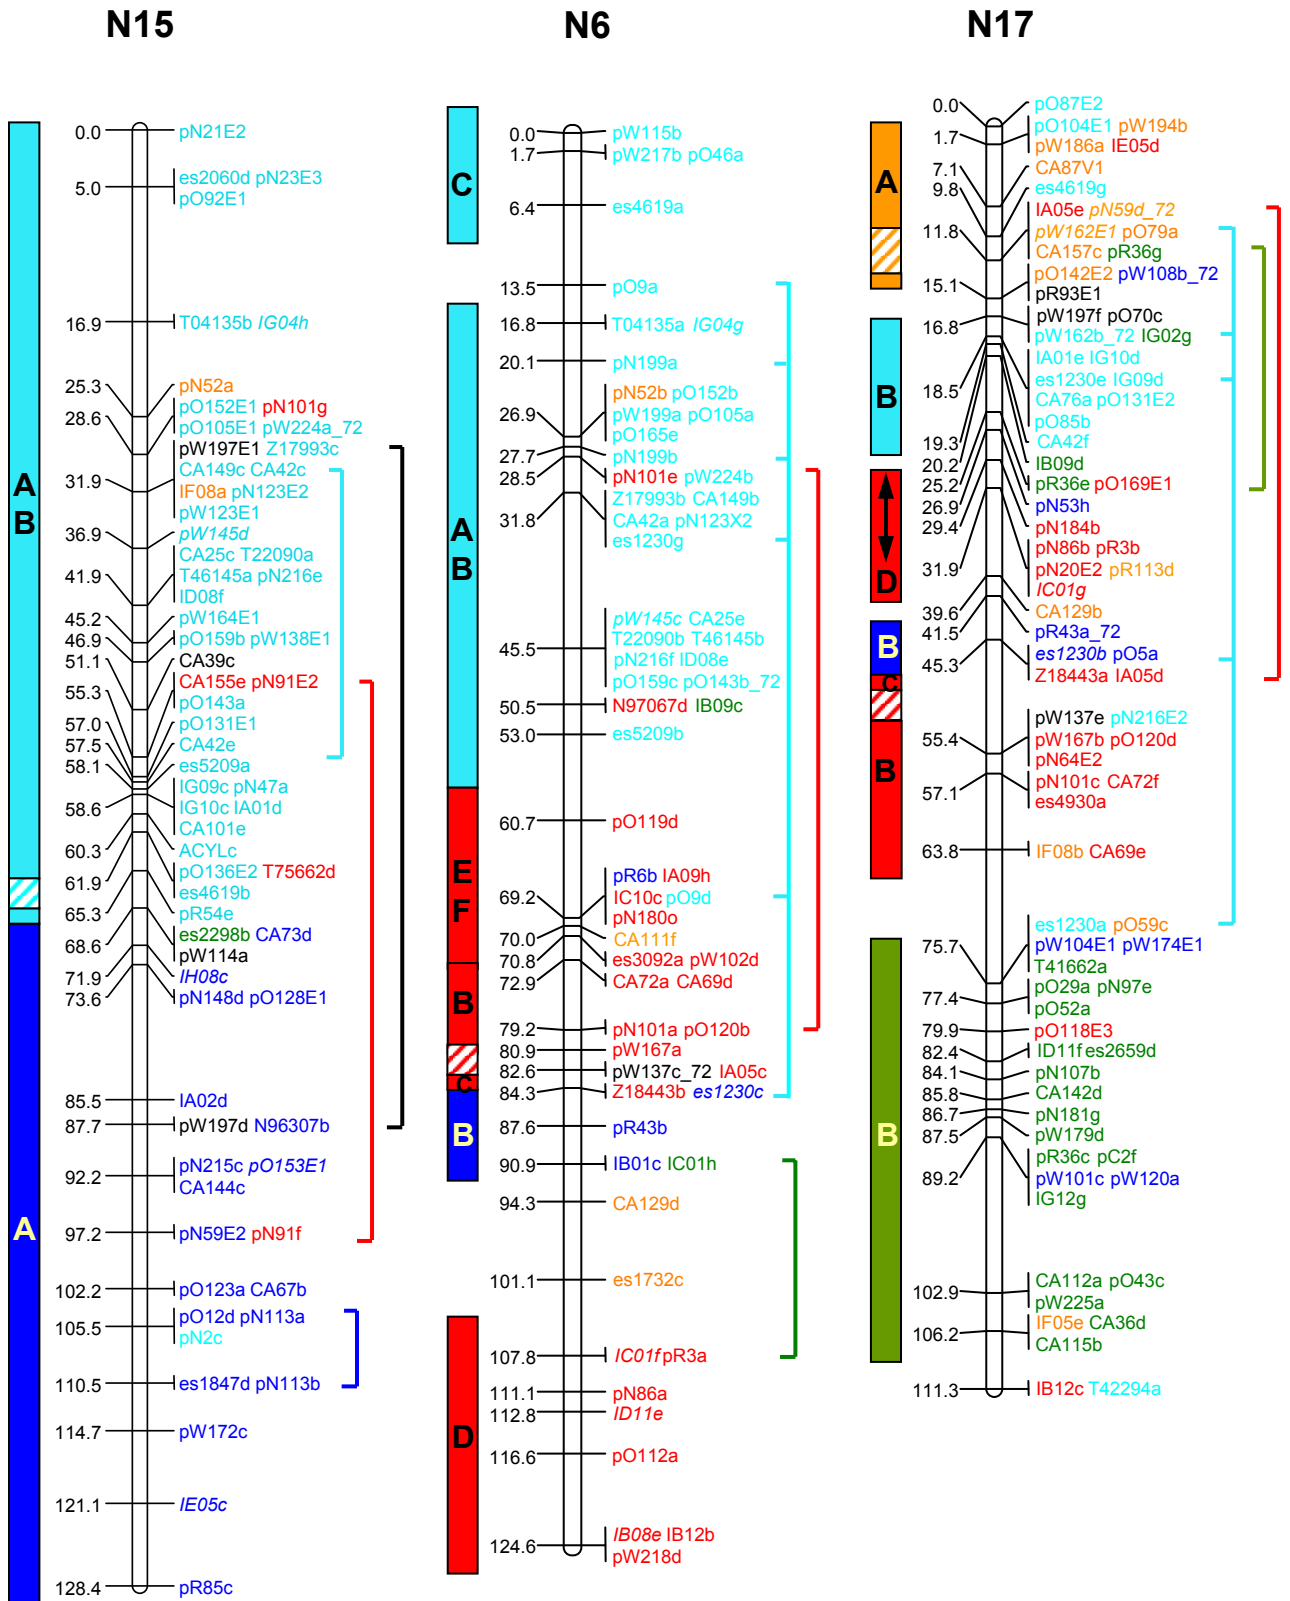 N15
N6
N17
A
B
A
0.0 pN21E2
5.0 es2060d pN23E3
pO92E1
16.9 T04135b IG04h
25.3 pN52a
28.6 pO152E1 pN101g
pO105E1 pW224a_72
pW197E1 Z17993c
31.9 CA149c CA42c
IF08a pN123E2
pW123E1
36.9 pW145d
CA25c T22090a
41.9 T46145a pN216e
ID08f
45.2 pW164E1
46.9 pO159b pW138E1
51.1 CA39c
55.3 CA155e pN91E2
pO143a
57.0 pO131E1
57.5 CA42e
58.1 es5209a
IG09c pN47a
58.6 IG10c IA01d
CA101e
60.3 ACYLc
61.9 pO136E2 T75662d
es4619b
65.3 pR54e
68.6 es2298b CA73d
pW114a
71.9 IH08c
73.6 pN148d pO128E1
85.5 IA02d
87.7 pW197d N96307b
92.2 pN215c pO153E1
CA144c
97.2 pN59E2 pN91f
102.2 pO123a CA67b
105.5 pO12d pN113a
pN2c
110.5 es1847d pN113b
114.7 pW172c
121.1 IE05c
128.4 pR85c
C
A
B
E
F
B
C
B
D
0.0 pW115b
1.7 pW217b pO46a
6.4 es4619a
13.5 pO9a
16.8 T04135a IG04g
20.1 pN199a
pN52b pO152b
26.9 pW199a pO105a
pO165e
27.7 pN199b
28.5 pN101e pW224b
Z17993b CA149b
31.8 CA42a pN123X2
es1230g
pW145c CA25e
T22090b T46145b
45.5 pN216f ID08e
pO159c pO143b_72
50.5 N97067d IB09c
53.0 es5209b
60.7 pO119d
pR6b IA09h
69.2 IC10c pO9d
pN180o
70.0 CA111f
70.8 es3092a pW102d
72.9 CA72a CA69d
79.2 pN101a pO120b
80.9 pW167a
82.6 pW137c_72 IA05c
84.3 Z18443b es1230c
87.6 pR43b
90.9 IB01c IC01h
94.3 CA129d
101.1 es1732c
107.8 IC01f pR3a
111.1 pN86a
112.8 ID11e
116.6 pO112a
124.6 IB08e IB12b
pW218d
A
B
D
B
C
B
B
0.0 pO87E2
1.7 pO104E1 pW194b
pW186a IE05d
7.1 CA87V1
9.8 es4619g
IA05e pN59d_72
11.8 pW162E1 pO79a
CA157c pR36g
15.1 pO142E2 pW108b_72
pR93E1
16.8 pW197f pO70c
pW162b_72 IG02g
IA01e IG10d
18.5 es1230e IG09d
CA76a pO131E2
pO85b
19.3 CA42f
20.2 IB09d
25.2 pR36e pO169E1
26.9 pN53h
29.4 pN184b
pN86b pR3b
31.9 pN20E2 pR113d
IC01g
39.6 CA129b
41.5 pR43a_72
45.3 es1230b pO5a
Z18443a IA05d
pW137e pN216E2
55.4 pW167b pO120d
pN64E2
57.1 pN101c CA72f
es4930a
63.8 IF08b CA69e
es1230a pO59c
75.7 pW104E1 pW174E1
T41662a
77.4 pO29a pN97e
pO52a
79.9 pO118E3
82.4 ID11f es2659d
84.1 pN107b
85.8 CA142d
86.7 pN181g
87.5 pW179d
pR36c pC2f
89.2 pW101c pW120a
IG12g
102.9 CA112a pO43c
pW225a
106.2 IF05e CA36d
CA115b
111.3 IB12c T42294a